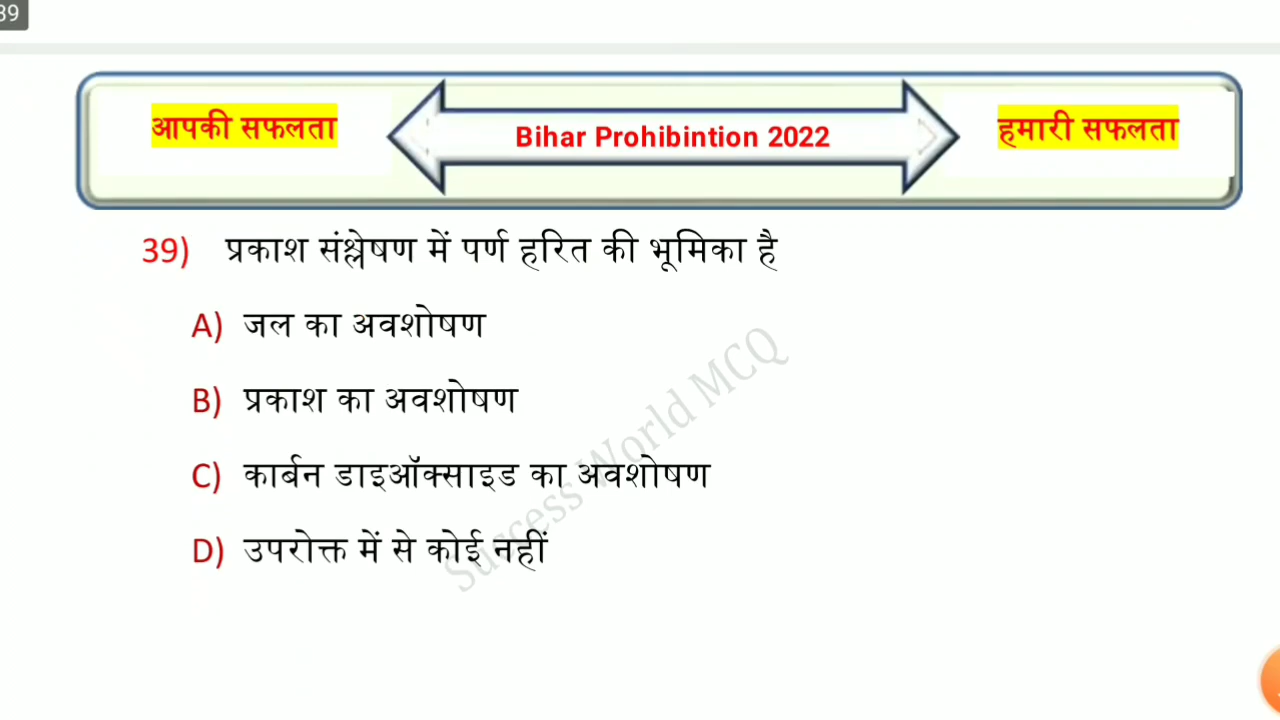 39
आपकी सफलता
Bihar Prohibintion 2022
हमारी सफलता
39) प्रकाश संश्लेषण में पर्ण हरित की भूमिका है
A) जल का अवशोषण
B) प्रकाश का अवशोषण
C) कार्बन डाइऑक्साइड का अवशोषण
D) उपरोक्त में से कोई नहीं
Success World MCQ